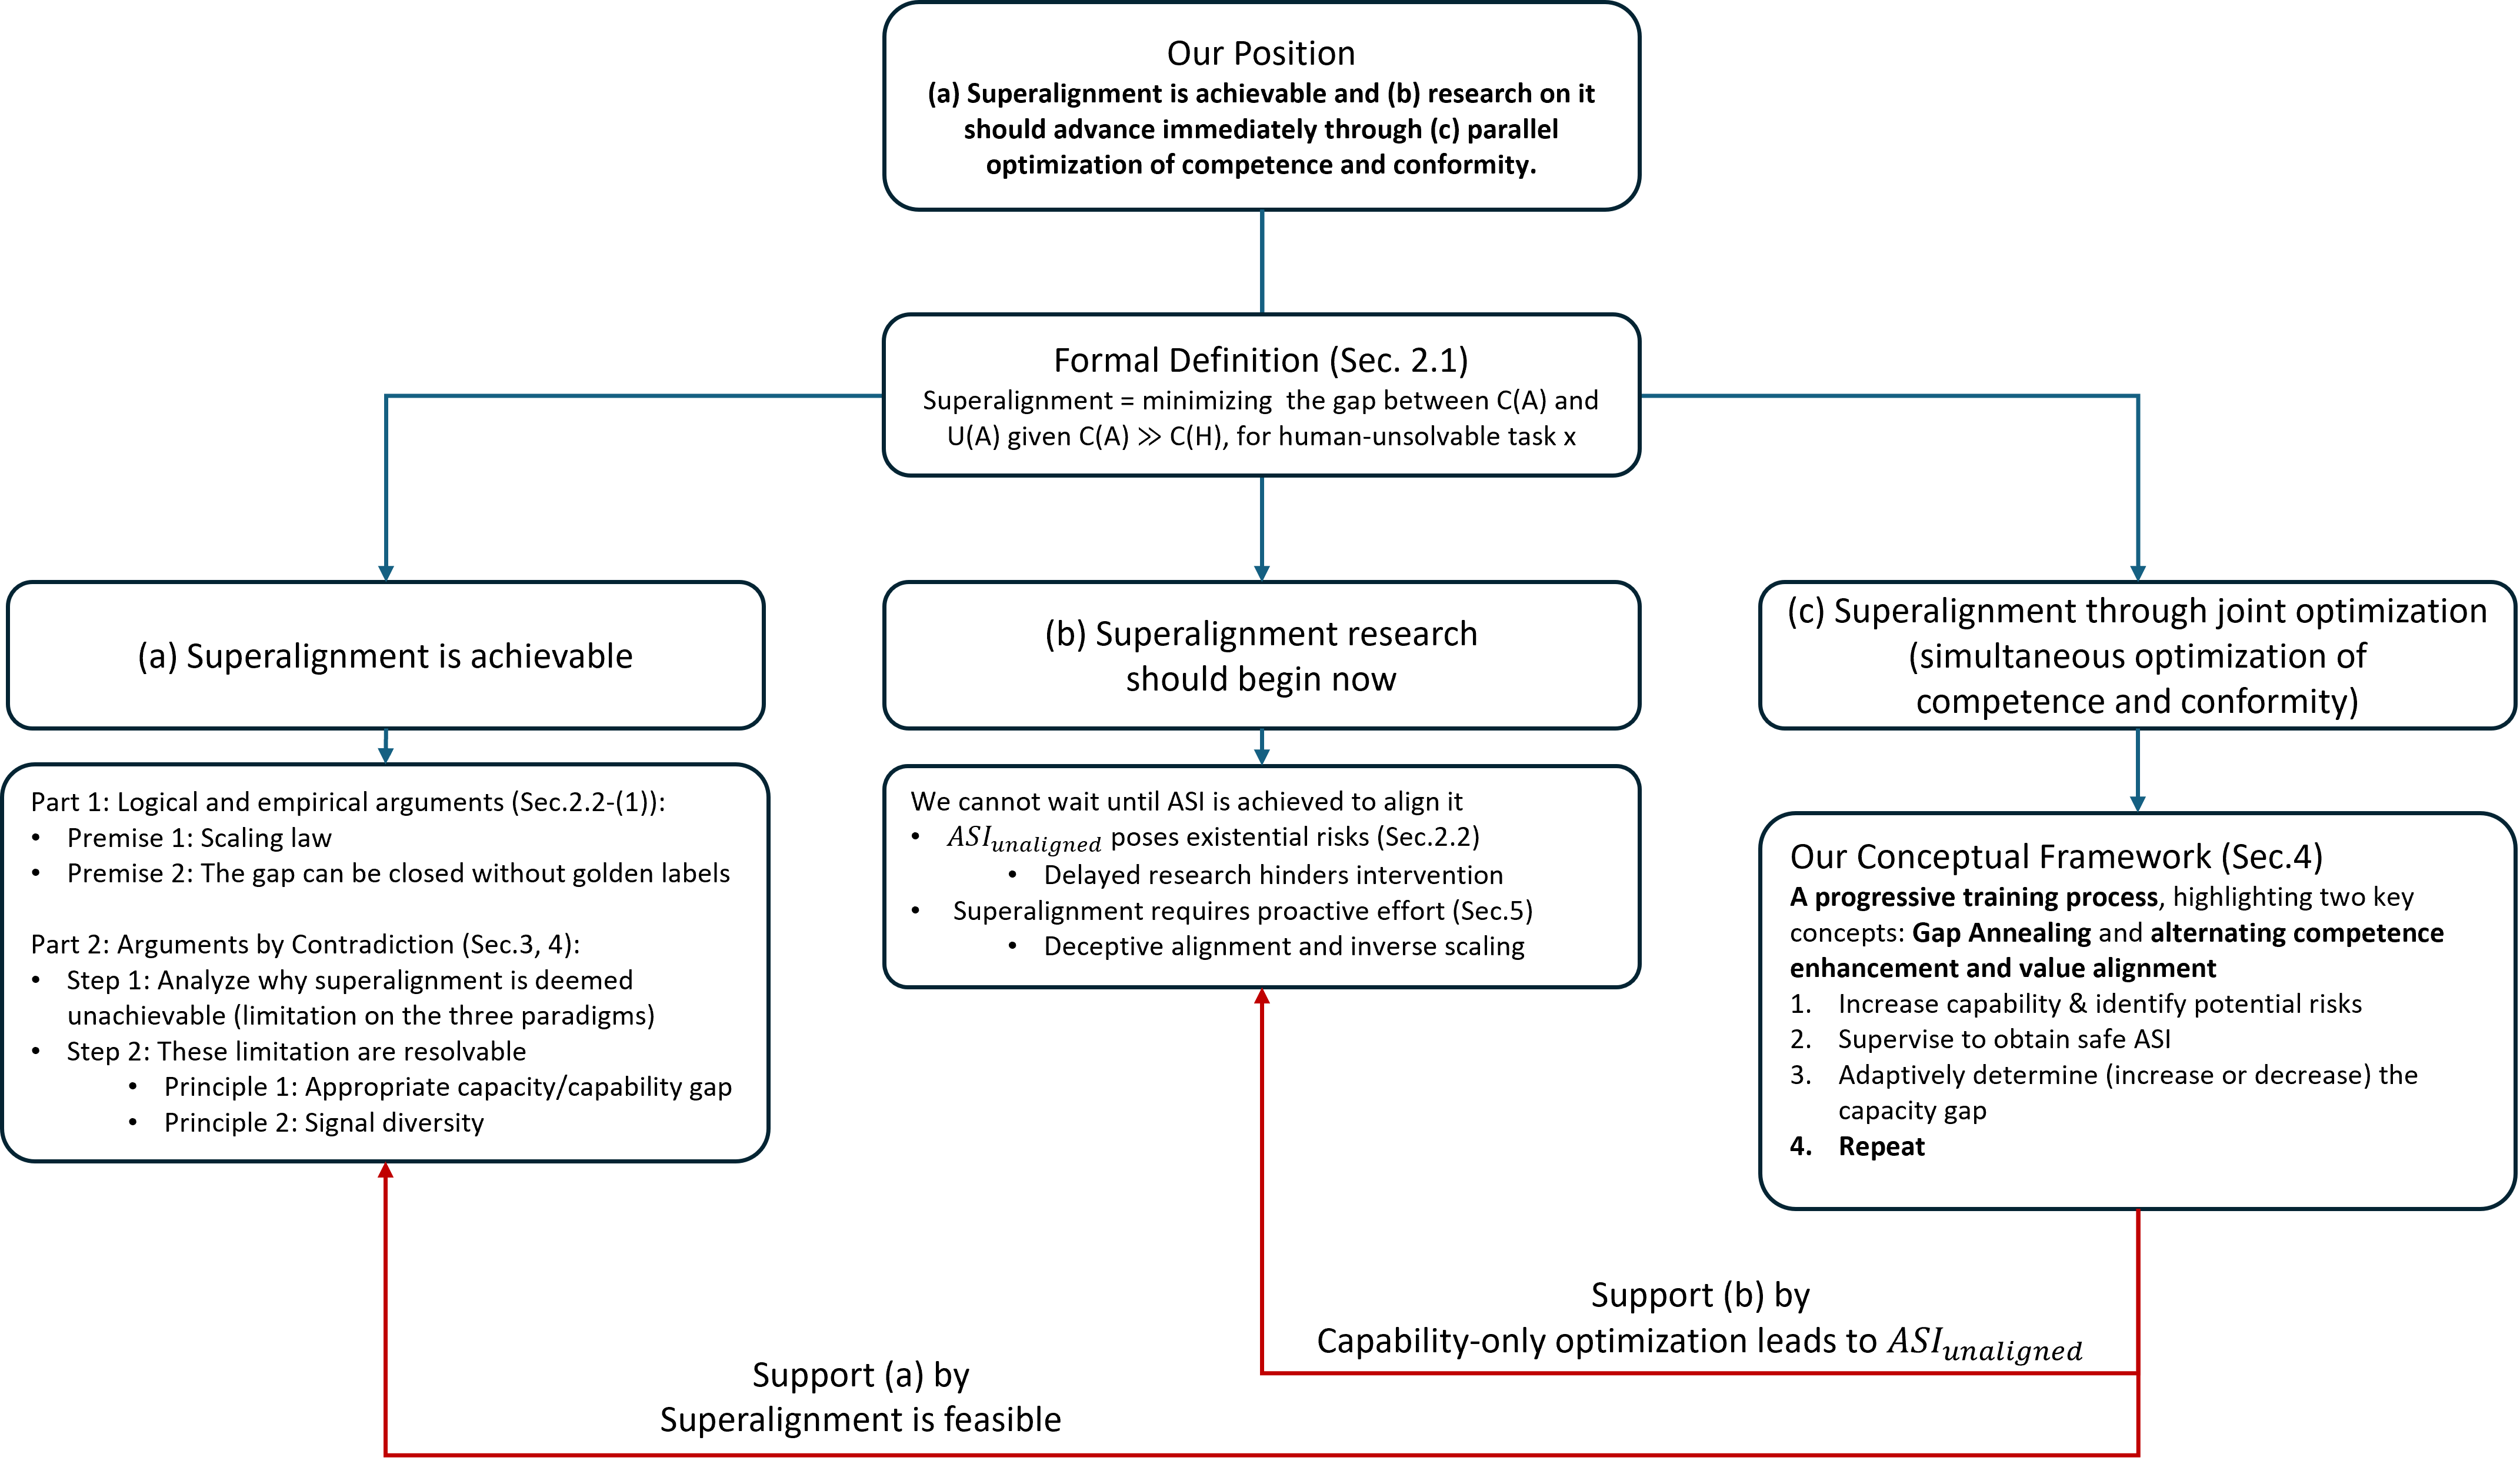 Our Position
(a) Superalignment is achievable and (b) research on it
should advance immediately through (c) parallel
optimization of competence and conformity.
Formal Definition (Sec. 2.1)
Superalignment = minimizing the gap between C(A) and
U(A) given C(A) ≫ C(H), for human-unsolvable task x
(a) Superalignment is achievable
(b) Superalignment research
should begin now
(c) Superalignment through joint optimization
(simultaneous optimization of
competence and conformity)
Part 1: Logical and empirical arguments (Sec.2.2-(1)):
• Premise 1: Scaling law
• Premise 2: The gap can be closed without golden labels
Part 2: Arguments by Contradiction (Sec.3, 4):
• Step 1: Analyze why superalignment is deemed
unachievable (limitation on the three paradigms)
• Step 2: These limitation are resolvable
• Principle 1: Appropriate capacity/capability gap
• Principle 2: Signal diversity
We cannot wait until ASI is achieved to align it
• ASI_unaligned poses existential risks (Sec.2.2)
• Delayed research hinders intervention
• Superalignment requires proactive effort (Sec.5)
• Deceptive alignment and inverse scaling
Our Conceptual Framework (Sec.4)
A progressive training process, highlighting two key
concepts: Gap Annealing and alternating competence
enhancement and value alignment
1. Increase capability & identify potential risks
2. Supervise to obtain safe ASI
3. Adaptively determine (increase or decrease) the
capacity gap
4. Repeat
Support (b) by
Capability-only optimization leads to ASI_unaligned
Support (a) by
Superalignment is feasible